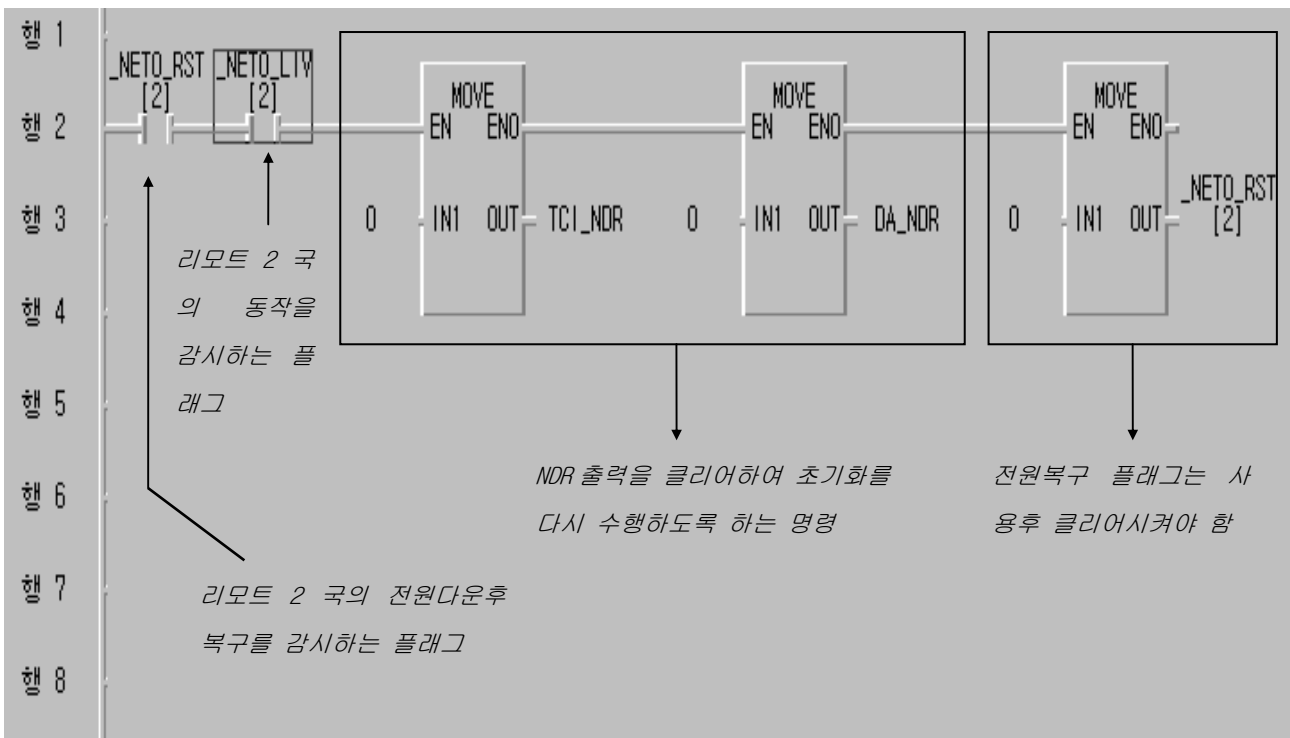 행 1
_NET0_RST
[2]
_NET0_LIV
[2]
행 2
MOVE
EN ENO
MOVE
EN ENO
MOVE
EN ENO
행 3
0
IN1 OUT
TCI_NDR
0
IN1 OUT
DA_NDR
0
IN1 OUT
_NET0_RST
[2]
리모트 2 국
의 동작을
감시하는 플
래그
행 4
행 5
행 6
NDR 출력을 클리어하여 초기화를
다시 수행하도록 하는 명령
전원복구 플래그는 사
용후 클리어시켜야 함
행 7
리모트 2 국의 전원다운후
복구를 감시하는 플래그
행 8